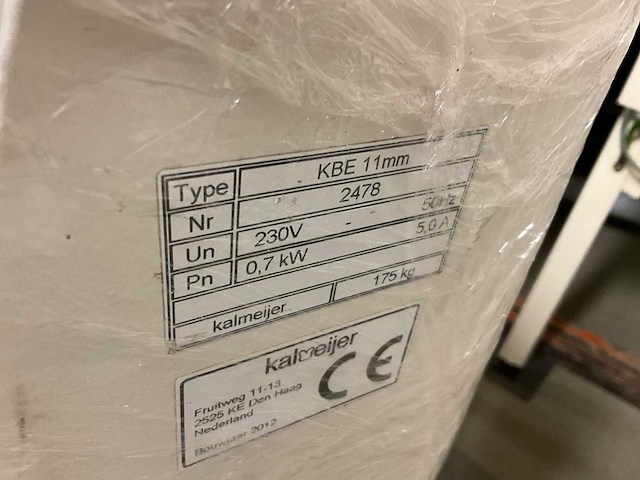 Type KBE 11mm
Nr 2478
Un 230V - 50Hz
Pn 0,7 kW 5,0 A
kalmeijer 175 kg
kalmeijer
Fruitweg 11-13
2525 KE Den Haag
Nederland
Bouwjaar 2012
CE